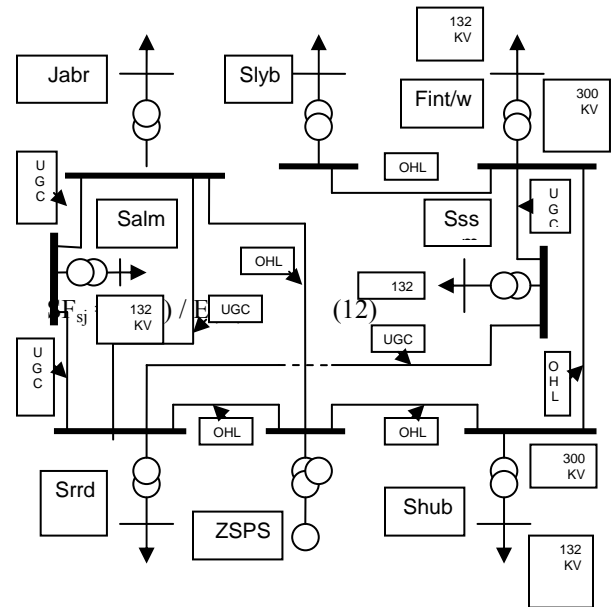 132
KV
Jabr
Slyb
Fint/w
300
KV
U
G
C
OHL
U
G
C
Salm
Sss
OHL
132
SF_sj
132
KV
) / E
(12)
UGC
UGC
U
G
C
O
H
L
OHL
OHL
Srrd
ZSPS
Shub
300
KV
132
KV